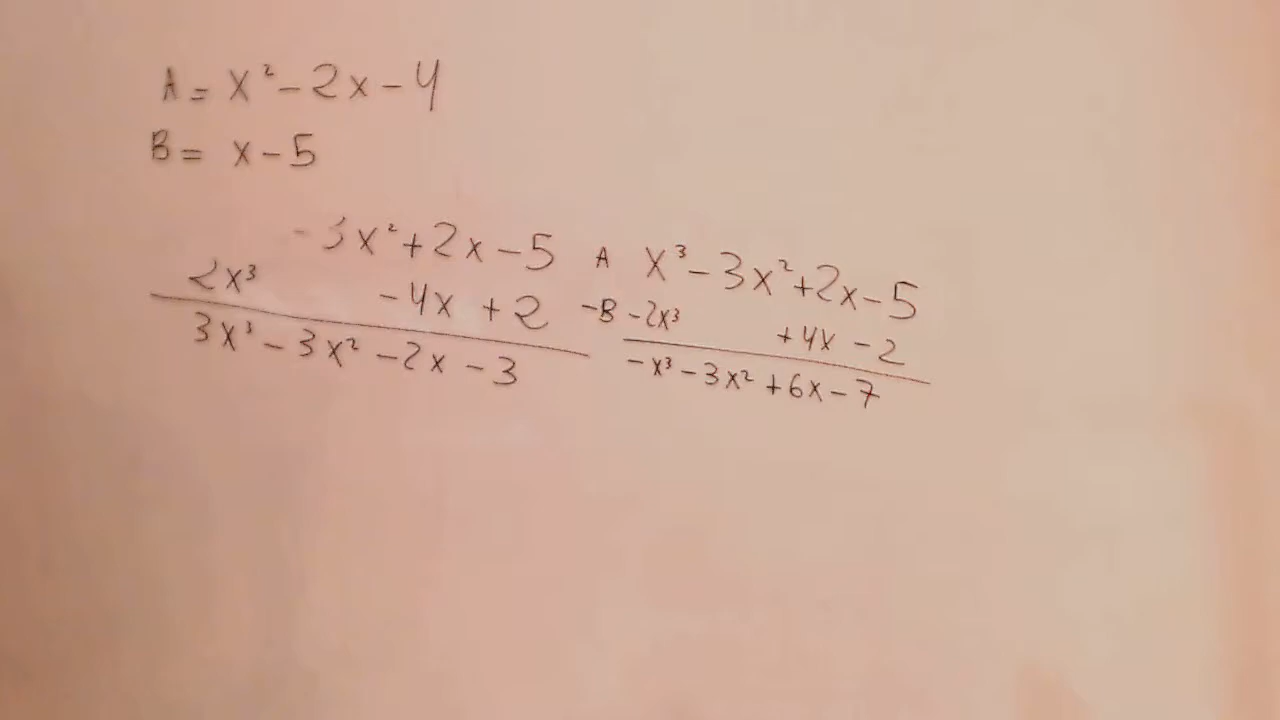 A = x² - 2x - 4
B = x - 5
-3x² + 2x - 5
2x³ - 4x + 2
3x³ - 3x² - 2x - 3
A x³ - 3x² + 2x - 5
-B -2x³ + 4x - 2
-x³ - 3x² + 6x - 7